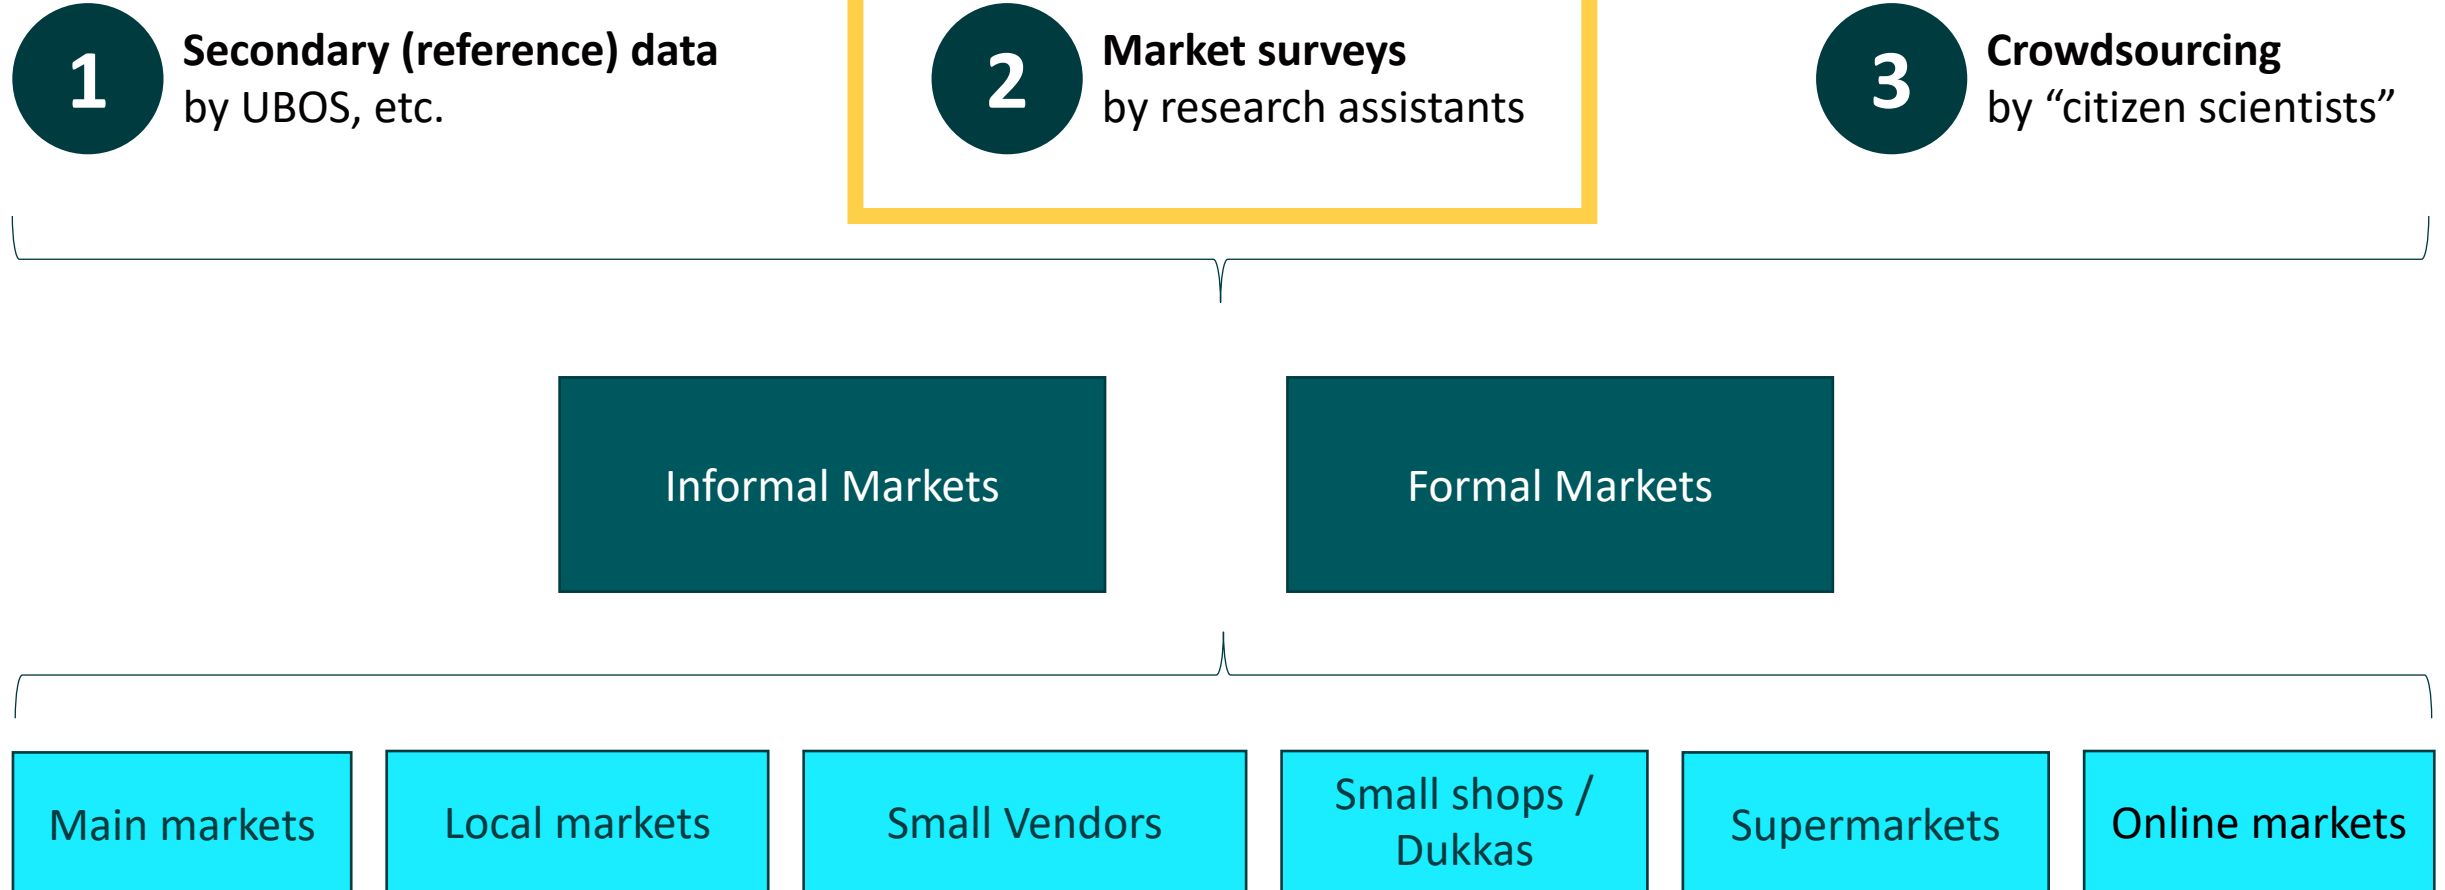 1
Secondary (reference) data
by UBOS, etc.
2
Market surveys
by research assistants
3
Crowdsourcing
by “citizen scientists”
Informal Markets
Formal Markets
Main markets
Local markets
Small Vendors
Small shops /
Dukkas
Supermarkets
Online markets